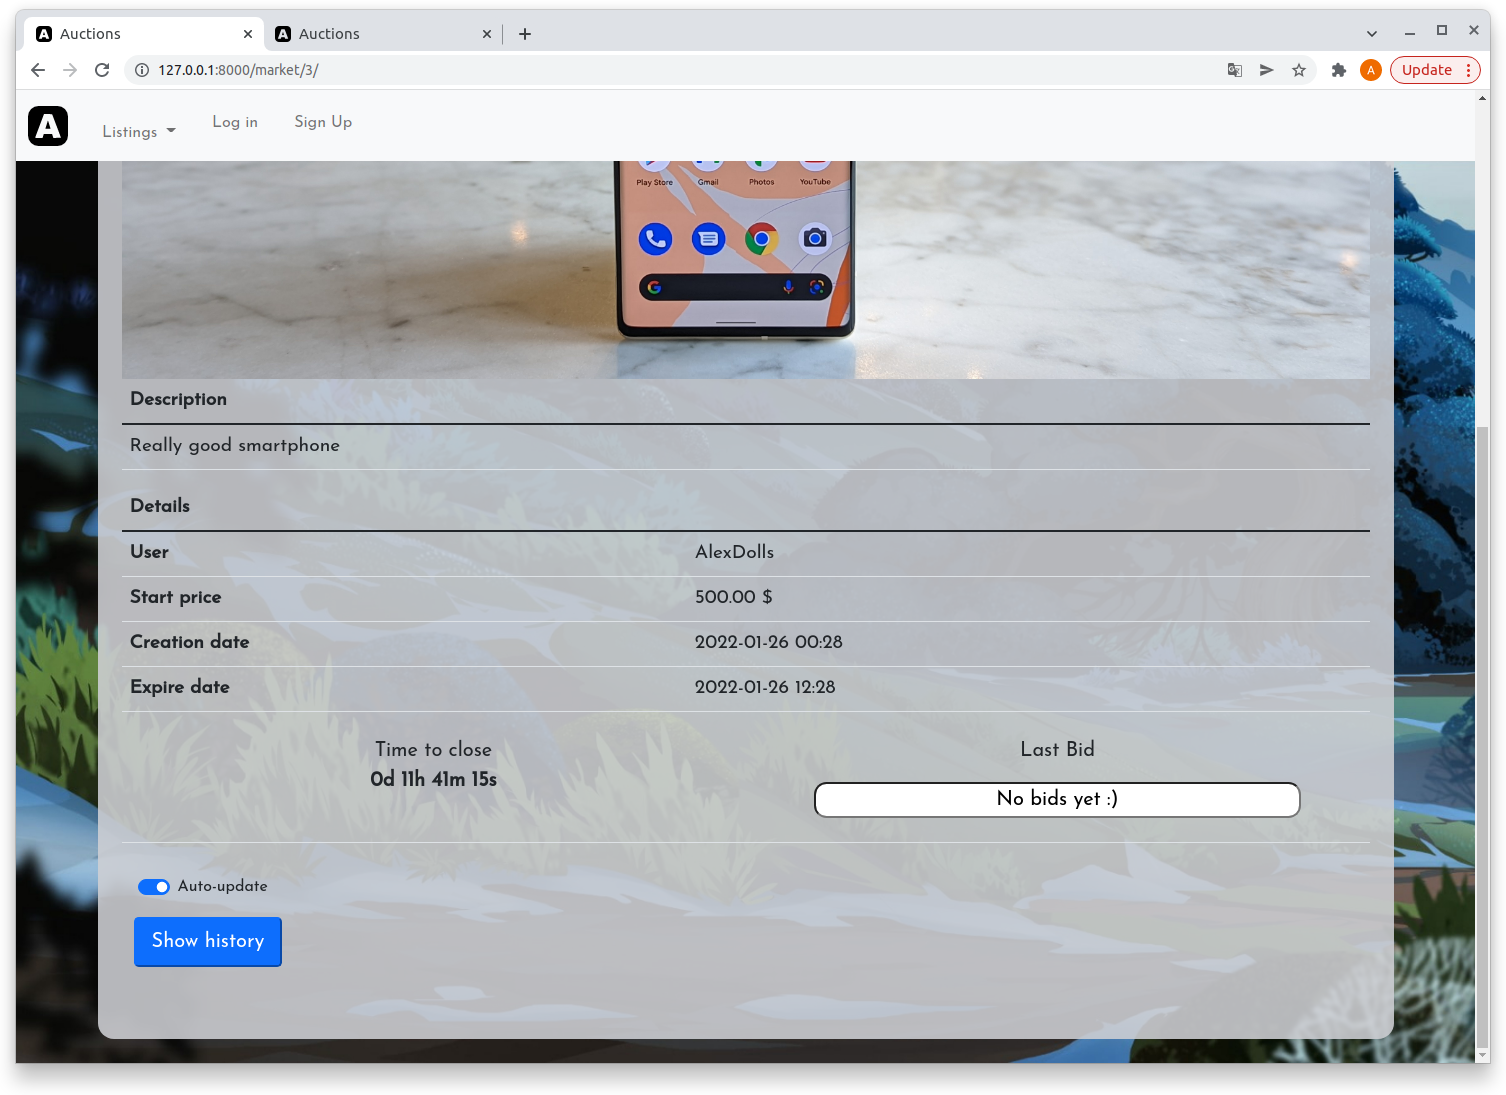 A Auctions
A Auctions
127.0.0.1:8000/market/3/
A
Update
A
Listings
Log in
Sign Up
Play Store Gmail Photos YouTube
G
Description
Really good smartphone
Details
User AlexDolls
Start price 500.00 $
Creation date 2022-01-26 00:28
Expire date 2022-01-26 12:28
Time to close
Last Bid
0d 11h 41m 15s
No bids yet :)
Auto-update
Show history